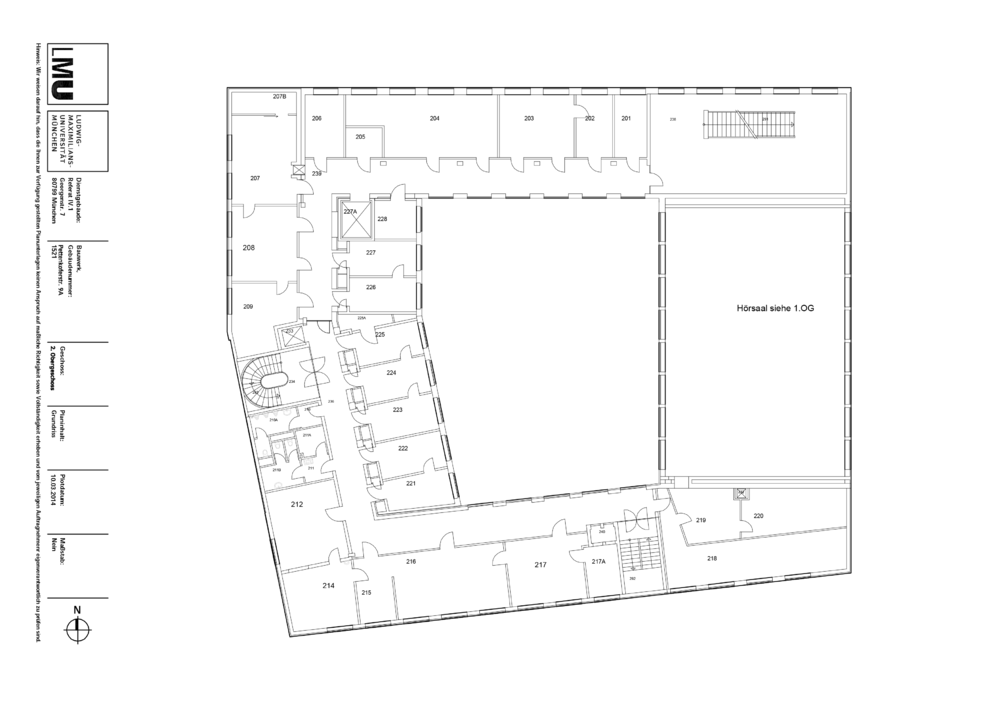 LMU
LUDWIG-
MAXIMILIANS-
UNIVERSITÄT
MÜNCHEN
Dienstgebäude:
Referat IV.1
Georgenstr. 7
80799 München
Bauwerk,
Gebäudenummer:
Pettenkoferstr. 9A
1521
Geschoss:
2. Obergeschoss
Planinhalt:
Grundriss
Plandatum:
10.03.2014
Maßstab:
Nein
N
Hinweis: Wir weisen darauf hin, dass die Ihnen zur Verfügung gestellten Planunterlagen keinen Anspruch auf maßliche Richtigkeit sowie Vollständigkeit erheben und vom jeweiligen Auftragnehmer eigenverantwortlich zu prüfen sind.
207B
206
205
204
203
202
201
207
239
227A
228
208
227
226
209
225
224
223
222
221
212
214
215
216
217
217A
218
219
220
Hörsaal siehe 1.OG